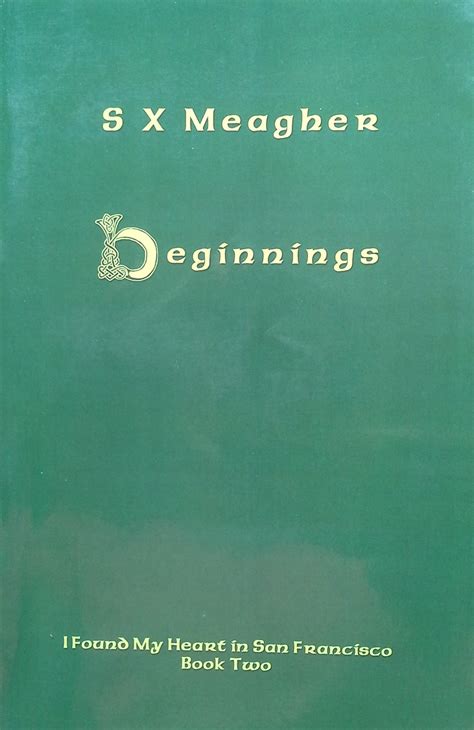 S X Meagher
beginnings
I Found My Heart in San Francisco
Book Two